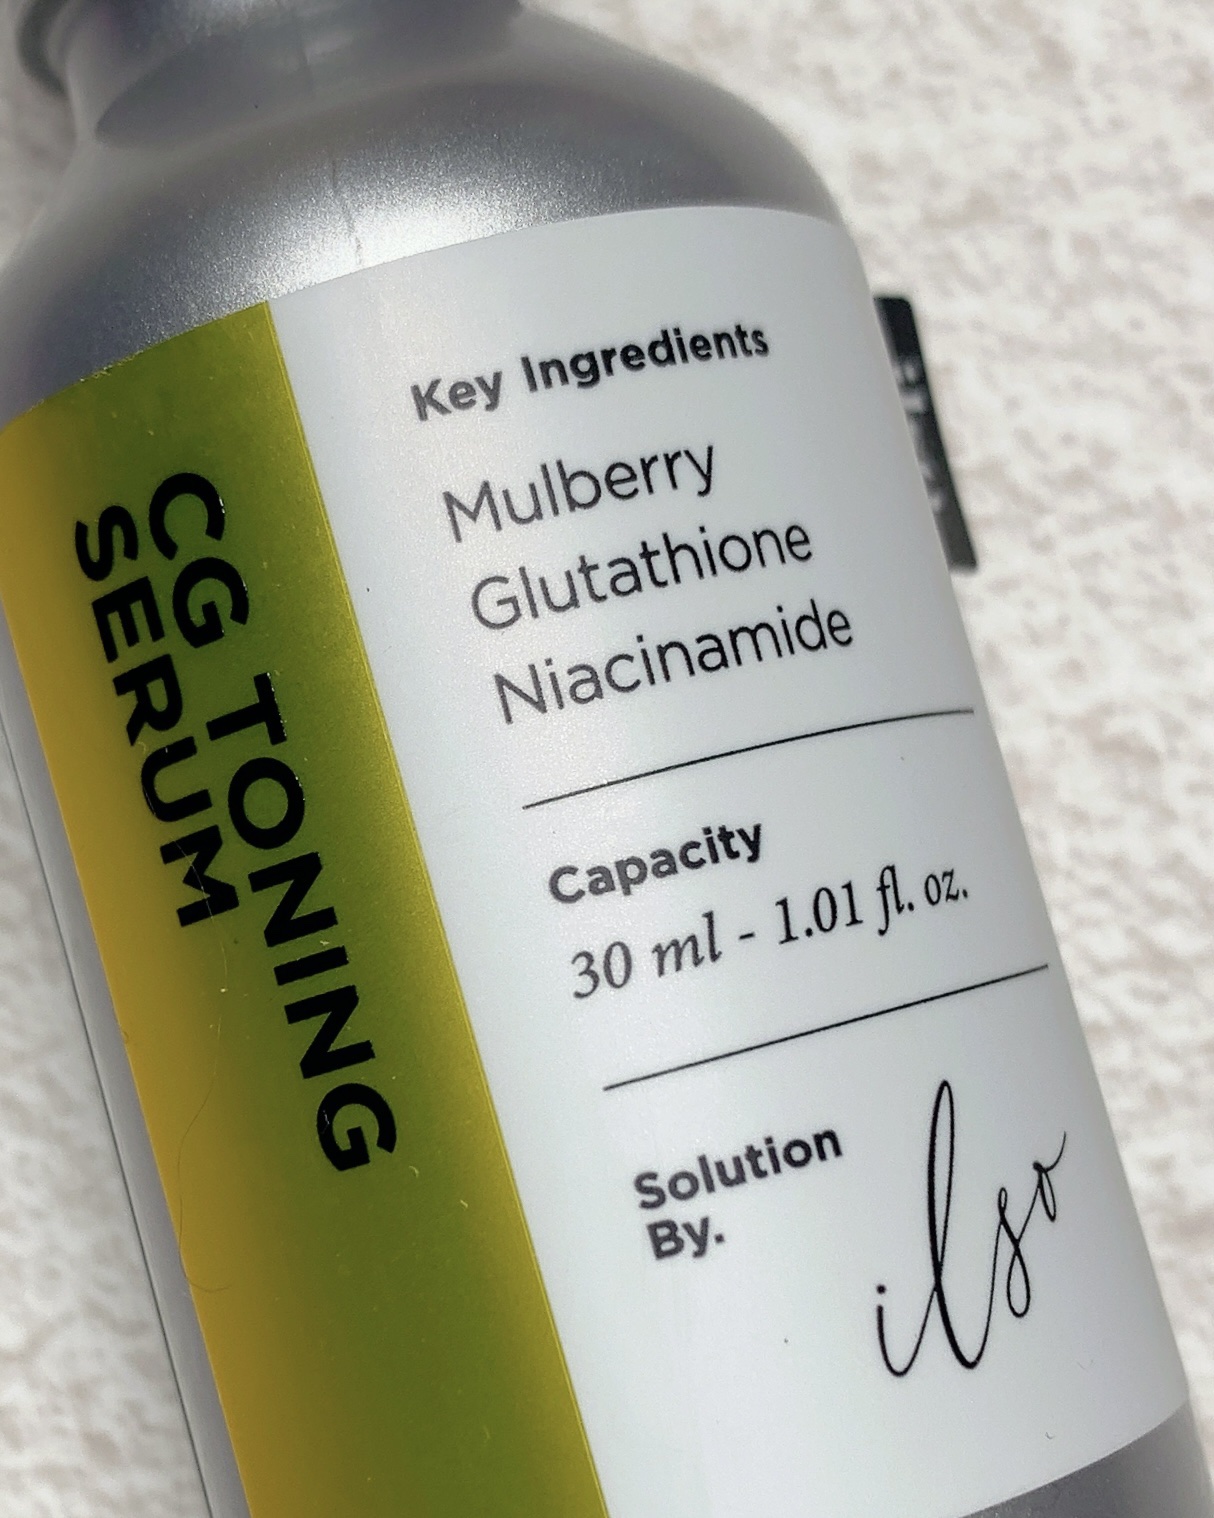 CG TONING
SERUM
Key Ingredients
Mulberry
Glutathione
Niacinamide
Capacity
30 ml - 1.01 fl. oz.
Solution
By.
ilso